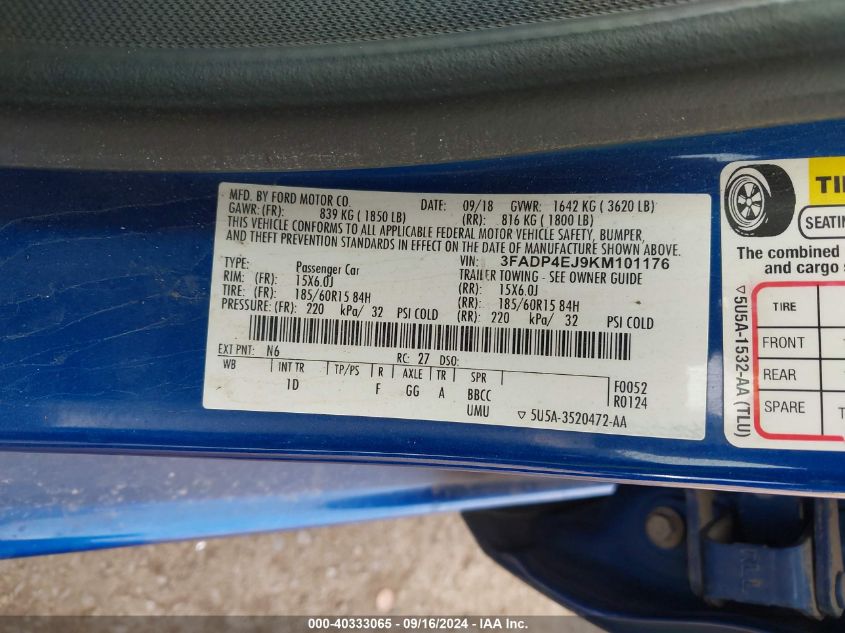 MFD. BY FORD MOTOR CO. DATE: 09/18 GVWR: 1642 KG ( 3620 LB)
GAWR: (FR): 839 KG ( 1850 LB) (RR): 816 KG ( 1800 LB)
THIS VEHICLE CONFORMS TO ALL APPLICABLE FEDERAL MOTOR VEHICLE SAFETY, BUMPER,
AND THEFT PREVENTION STANDARDS IN EFFECT ON THE DATE OF MANUFACTURE SHOWN ABOVE.
VIN: 3FADP4EJ9KM101176
TYPE: Passenger Car TRAILER TOWING - SEE OWNER GUIDE
RIM: (FR): 15X6.0J (RR): 15X6.0J
TIRE: (FR): 185/60R15 84H (RR): 185/60R15 84H
PRESSURE: (FR): 220 kPa/ 32 PSI COLD (RR): 220 kPa/ 32 PSI COLD
EXT PNT: N6 RC: 27 DSO:
WB INT TR TP/PS R AXLE TR SPR
1D F GG A BBCC F0052
UMU R0124
▽ 5U5A-3520472-AA
TI
SEATIN
The combined
and cargo
▽5U5A-1532-AA (TLU)
TIRE
FRONT
REAR
SPARE T
000-40333065 - 09/16/2024 - IAA Inc.